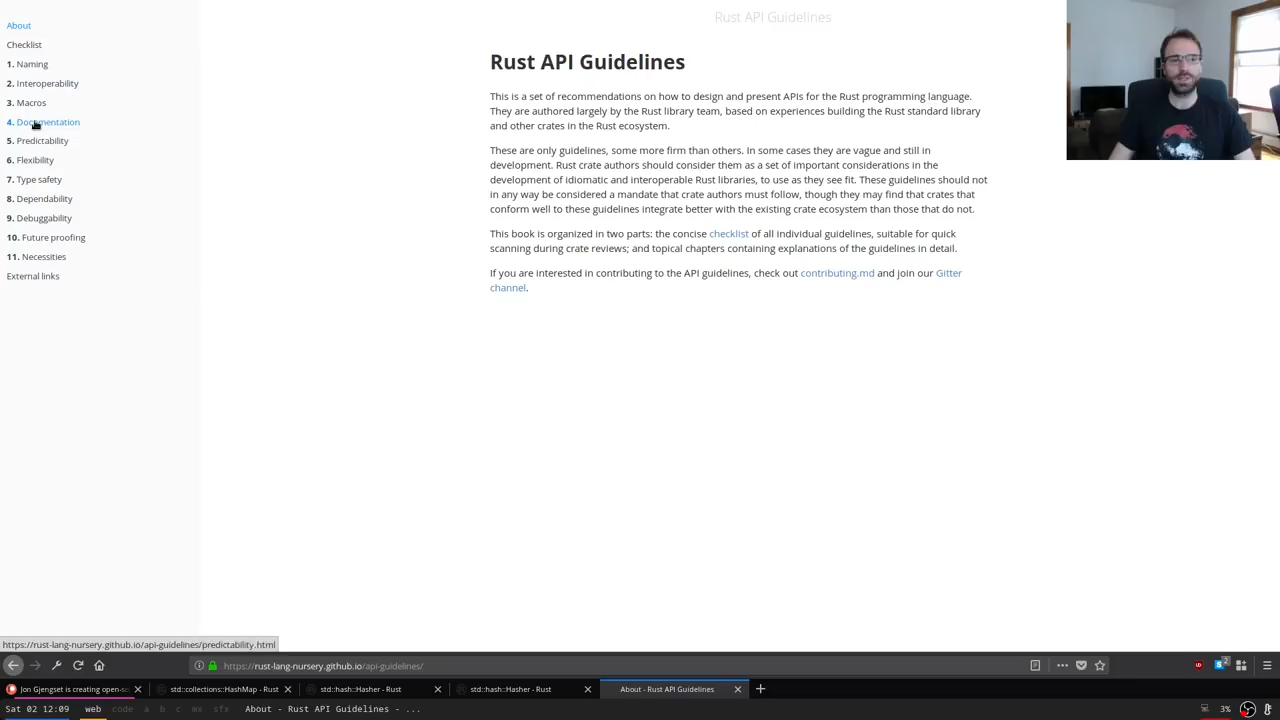 About
Checklist
1. Naming
2. Interoperability
3. Macros
4. Documentation
5. Predictability
6. Flexibility
7. Type safety
8. Dependability
9. Debuggability
10. Future proofing
11. Necessities
External links
Rust API Guidelines
Rust API Guidelines
This is a set of recommendations on how to design and present APIs for the Rust programming language.
They are authored largely by the Rust library team, based on experiences building the Rust standard library
and other crates in the Rust ecosystem.
These are only guidelines, some more firm than others. In some cases they are vague and still in
development. Rust crate authors should consider them as a set of important considerations in the
development of idiomatic and interoperable Rust libraries, to use as they see fit. These guidelines should not
in any way be considered a mandate that crate authors must follow, though they may find that crates that
conform well to these guidelines integrate better with the existing crate ecosystem than those that do not.
This book is organized in two parts: the concise checklist of all individual guidelines, suitable for quick
scanning during crate reviews; and topical chapters containing explanations of the guidelines in detail.
If you are interested in contributing to the API guidelines, check out contributing.md and join our Gitter
channel.
https://rust-lang-nursery.github.io/api-guidelines/predictability.html
https://rust-lang-nursery.github.io/api-guidelines/
2
Jon Gjengset is creating open-s
std::collections::HashMap - Rust
std::hash::Hasher - Rust
std::hash::Hasher - Rust
About - Rust API Guidelines
Sat 02 12:09 web code a b c mx sfx About - Rust API Guidelines - ...
3%